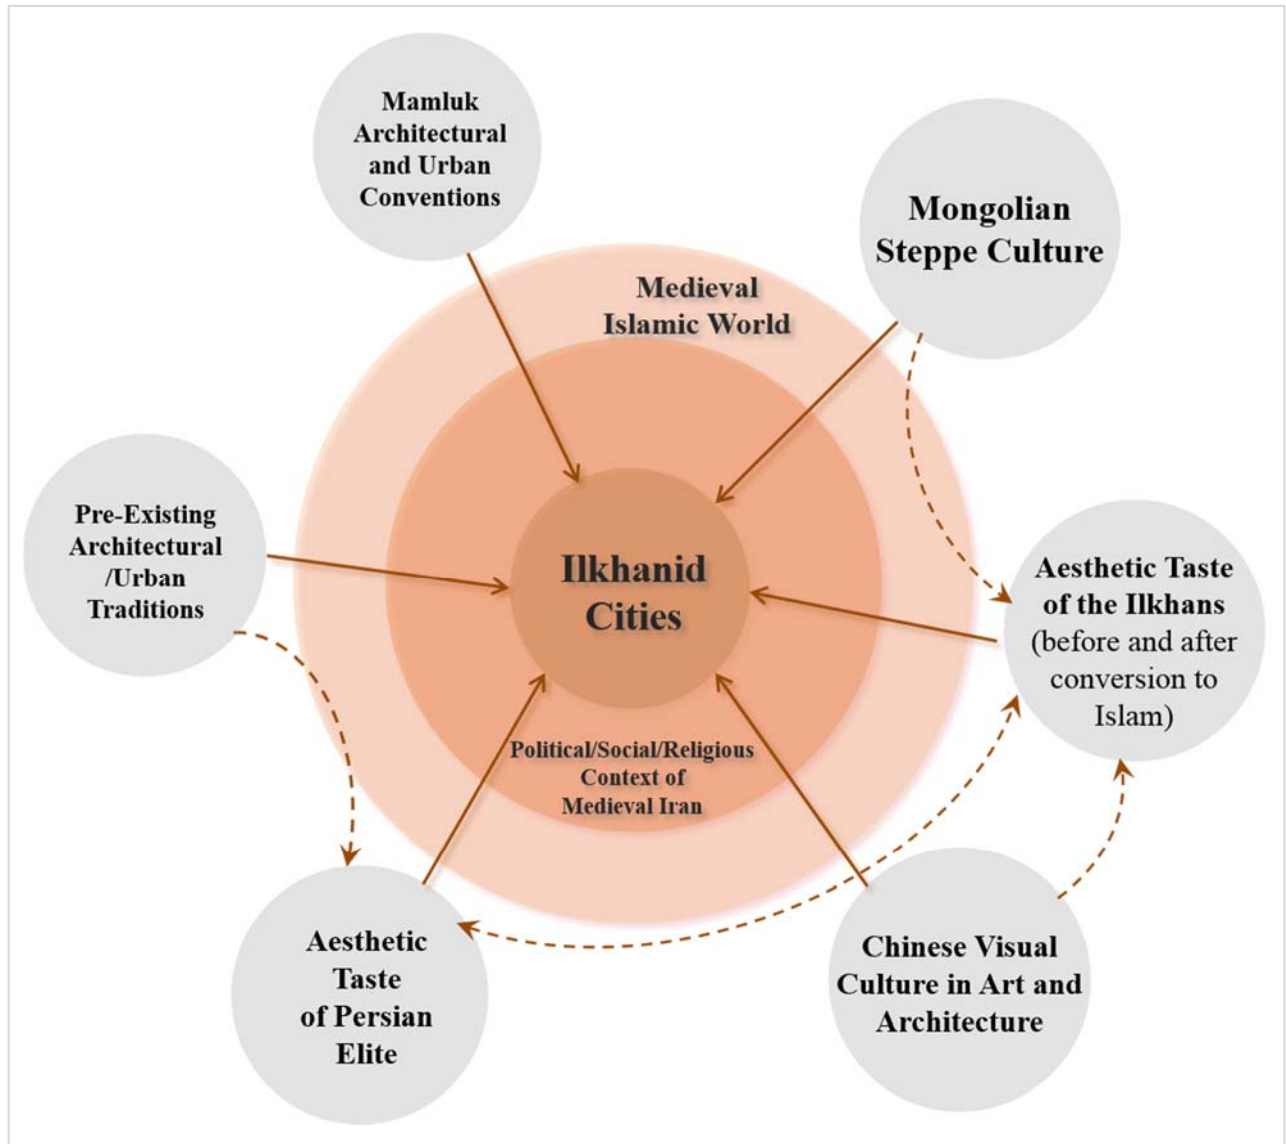 Mamluk
Architectural
and Urban
Conventions
Mongolian
Steppe Culture
Medieval
Islamic World
Pre-Existing
Architectural
/Urban
Traditions
Ilkhanid
Cities
Aesthetic Taste
of the Ilkhans
(before and after
conversion to
Islam)
Political/Social/Religious
Context of
Medieval Iran
Aesthetic
Taste
of Persian
Elite
Chinese Visual
Culture in Art and
Architecture